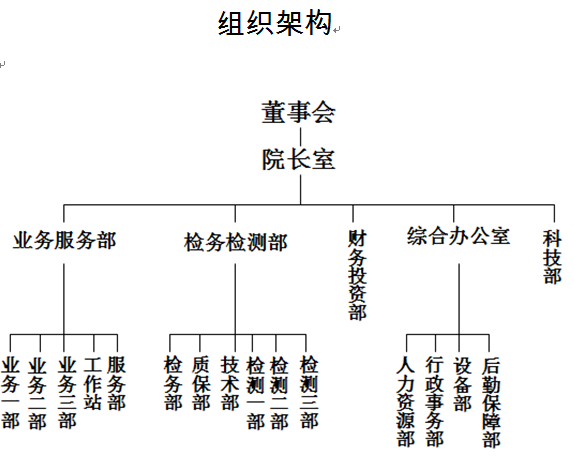 组织架构
董事会
院长室
业务服务部
检务检测部
财务投资部
综合办公室
科技部
业务一部
业务二部
业务三部
工作站
服务部
检务部
质保部
技术部
检测一部
检测二部
检测三部
人力资源部
行政事务部
设备部
后勤保障部